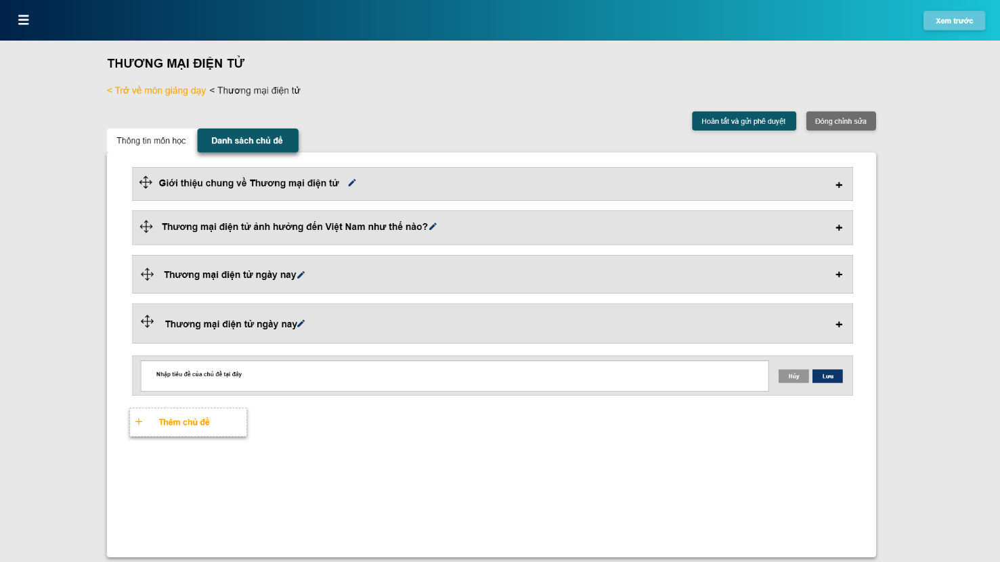 Xem trước
THƯƠNG MẠI ĐIỆN TỬ
< Trở về môn giảng dạy < Thương mại điện tử
Hoàn tất và gửi phê duyệt Đóng chỉnh sửa
Thông tin môn học Danh sách chủ đề
Giới thiệu chung về Thương mại điện tử +
Thương mại điện tử ảnh hưởng đến Việt Nam như thế nào? +
Thương mại điện tử ngày nay +
Thương mại điện tử ngày nay +
Nhập tiêu đề của chủ đề tại đây Hủy Lưu
+ Thêm chủ đề